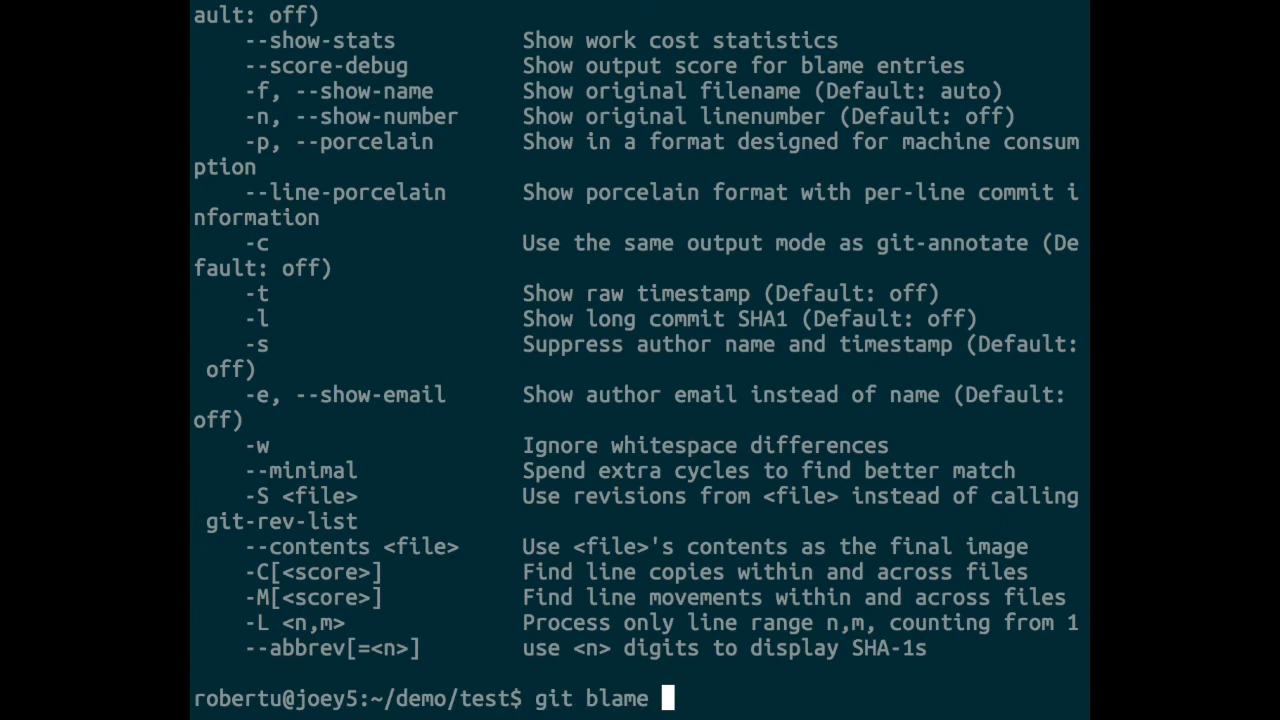 ault: off)
    --show-stats          Show work cost statistics
    --score-debug         Show output score for blame entries
    -f, --show-name       Show original filename (Default: auto)
    -n, --show-number     Show original linenumber (Default: off)
    -p, --porcelain       Show in a format designed for machine consum
ption
    --line-porcelain      Show porcelain format with per-line commit i
nformation
    -c                    Use the same output mode as git-annotate (De
fault: off)
    -t                    Show raw timestamp (Default: off)
    -l                    Show long commit SHA1 (Default: off)
    -s                    Suppress author name and timestamp (Default:
 off)
    -e, --show-email      Show author email instead of name (Default: 
off)
    -w                    Ignore whitespace differences
    --minimal             Spend extra cycles to find better match
    -S <file>             Use revisions from <file> instead of calling
 git-rev-list
    --contents <file>     Use <file>'s contents as the final image
    -C[<score>]           Find line copies within and across files
    -M[<score>]           Find line movements within and across files
    -L <n,m>              Process only line range n,m, counting from 1
    --abbrev[=<n>]        use <n> digits to display SHA-1s
robertu@joey5:~/demo/test$ git blame